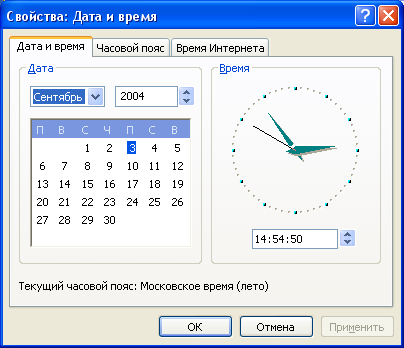 Свойства: Дата и время
Дата и время Часовой пояс Время Интернета
Дата
Сентябрь 2004
П В С Ч П С В
1 2 3 4 5
6 7 8 9 10 11 12
13 14 15 16 17 18 19
20 21 22 23 24 25 26
27 28 29 30
Время
14:54:50
Текущий часовой пояс: Московское время (лето)
ОК Отмена Применить